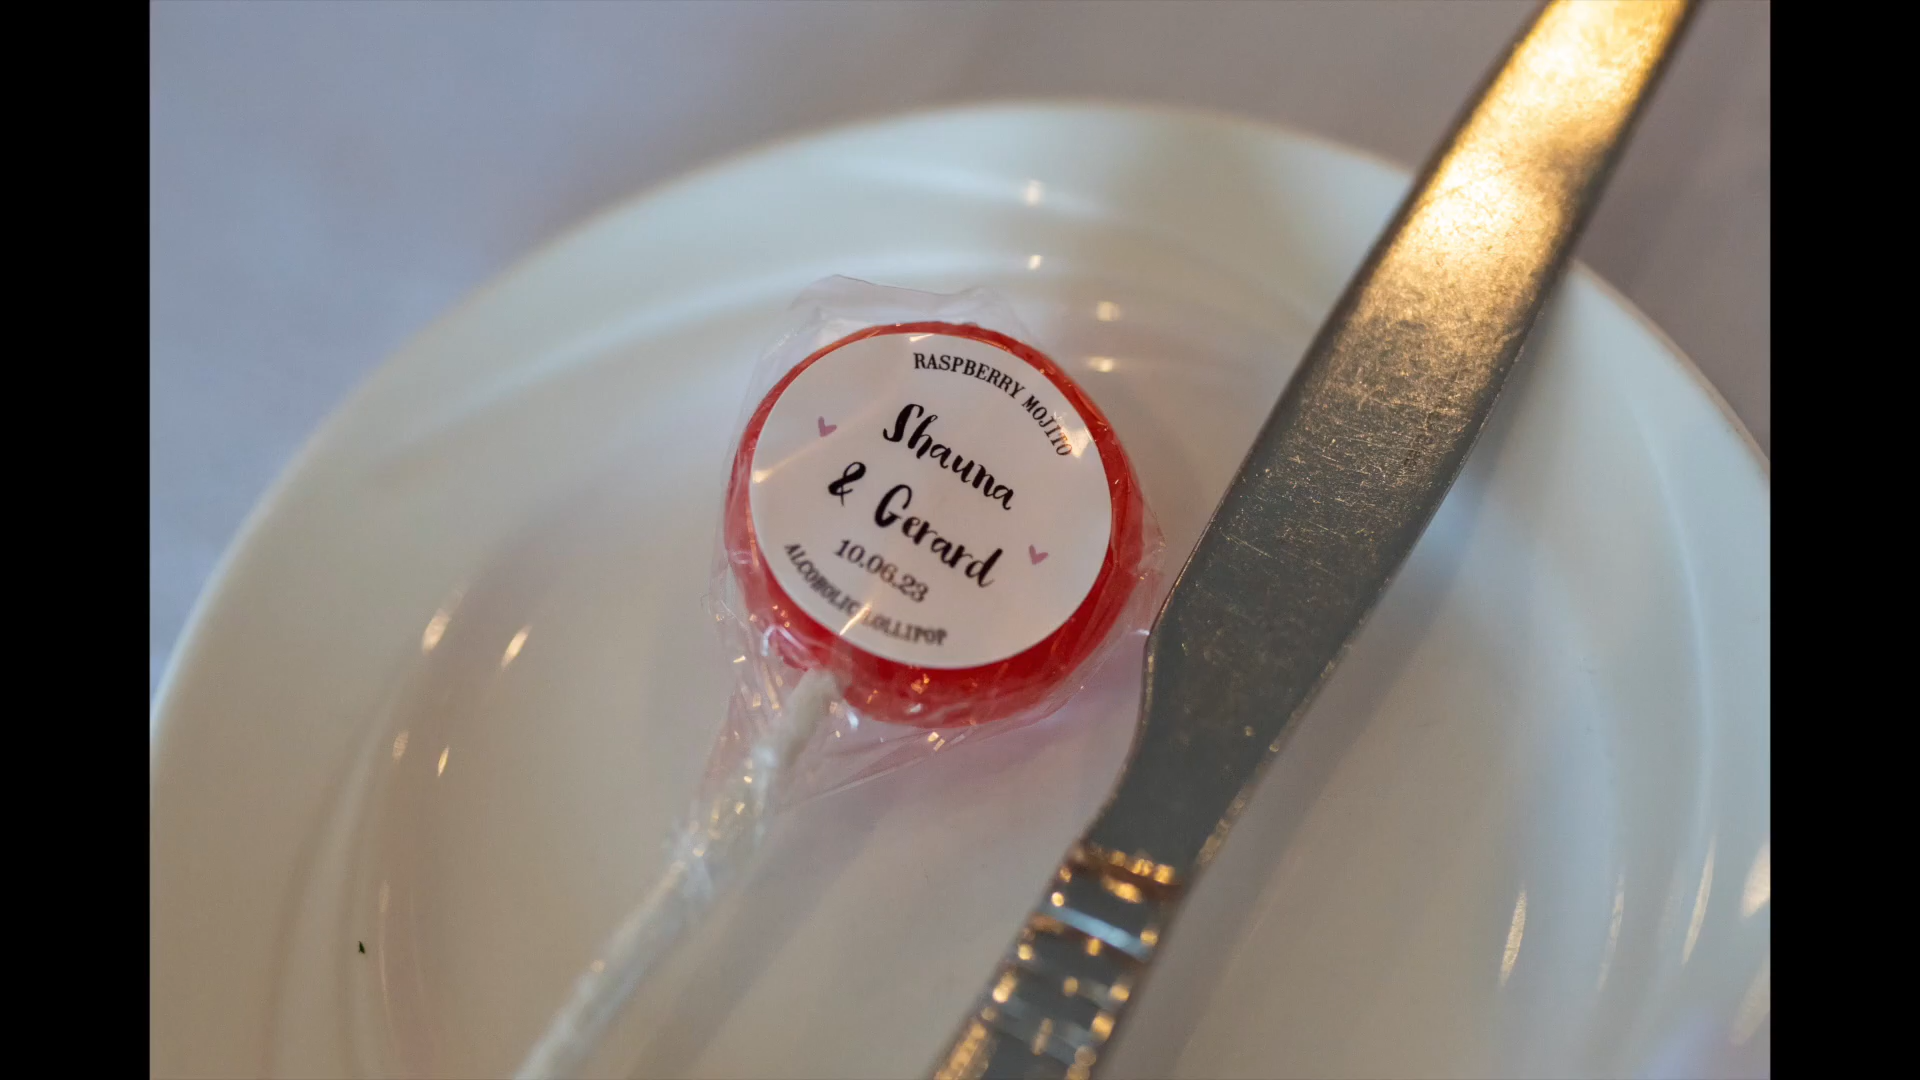 RASPBERRY MOJITO
Shauna
& Gerard
10.06.23
ALCOHOLIC LOLLIPOP